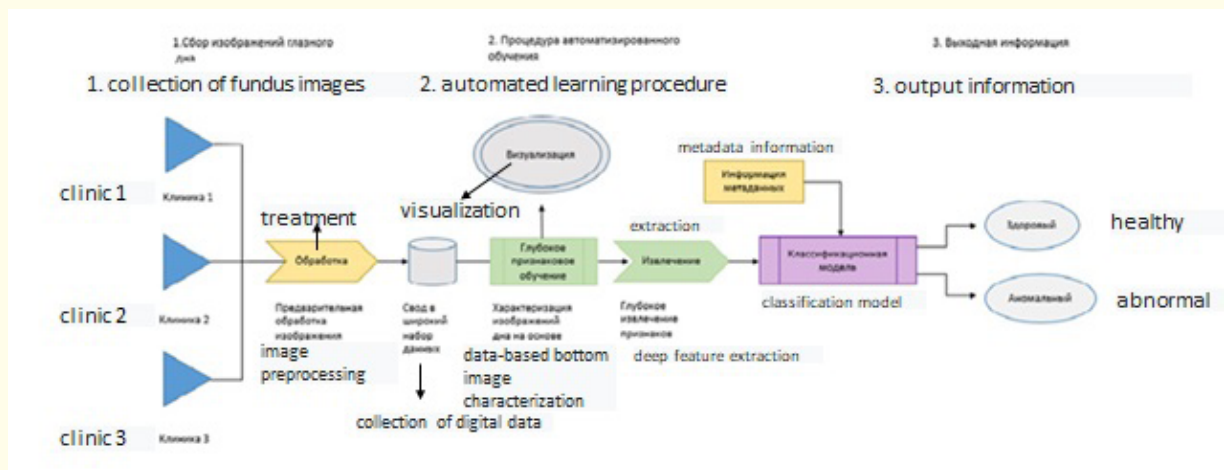 1.Сбор изображений глазного
дна
2. Процедура автоматизированного
обучения
3. Выходная информация
1. collection of fundus images
2. automated learning procedure
3. output information
Визуализация
metadata information
Информация
метаданных
clinic 1
Клиника 1
treatment
visualization
extraction
Здоровый
healthy
Обработка
Глубокое
признаковое
обучение
Извлечение
Классификационная
модель
classification model
Аномальный
abnormal
clinic 2
Клиника 2
Предварительная
обработка
изображения
Свод в
широкий
набор
данных
Характеризация
изображений
дна на основе
Глубокое
извлечение
признаков
image
preprocessing
data-based bottom
image
characterization
deep feature extraction
collection of digital data
clinic 3
Клиника 3